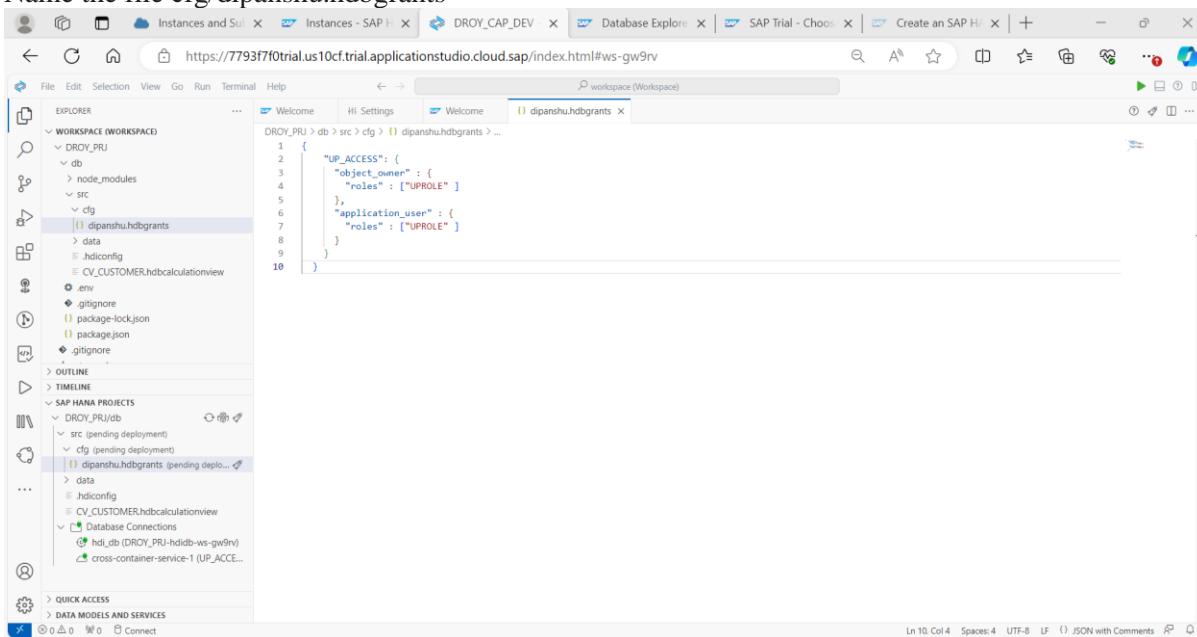 Name the file cfg/dipanshu.hdbgrants
Instances and Sul
Instances - SAP H
DROY_CAP_DEV -
Database Explore
SAP Trial - Choos
Create an SAP HA
https://7793f7f0trial.us10cf.trial.applicationstudio.cloud.sap/index.html#ws-gw9rv
File Edit Selection View Go Run Terminal Help
workspace (Workspace)
EXPLORER
Welcome
Settings
Welcome
{} dipanshu.hdbgrants
WORKSPACE (WORKSPACE)
DROY_PRJ > db > src > cfg > {} dipanshu.hdbgrants > ...
DROY_PRJ
db
node_modules
src
cfg
{} dipanshu.hdbgrants
data
.hdiconfig
CV_CUSTOMER.hdbcalculationview
.env
.gitignore
{} package-lock.json
{} package.json
.gitignore
1 {
2 "UP_ACCESS": {
3 "object_owner" : {
4 "roles" : ["UPROLE" ]
5 },
6 "application_user" : {
7 "roles" : ["UPROLE" ]
8 }
9 }
10 }
OUTLINE
TIMELINE
SAP HANA PROJECTS
DROY_PRJ/db
src (pending deployment)
cfg (pending deployment)
{} dipanshu.hdbgrants (pending deplo...
data
.hdiconfig
CV_CUSTOMER.hdbcalculationview
Database Connections
hdi_db (DROY_PRJ-hdidb-ws-gw9rv)
cross-container-service-1 (UP_ACCE...
QUICK ACCESS
DATA MODELS AND SERVICES
0 0 0 Connect
Ln 10, Col 4 Spaces: 4 UTF-8 LF {} JSON with Comments